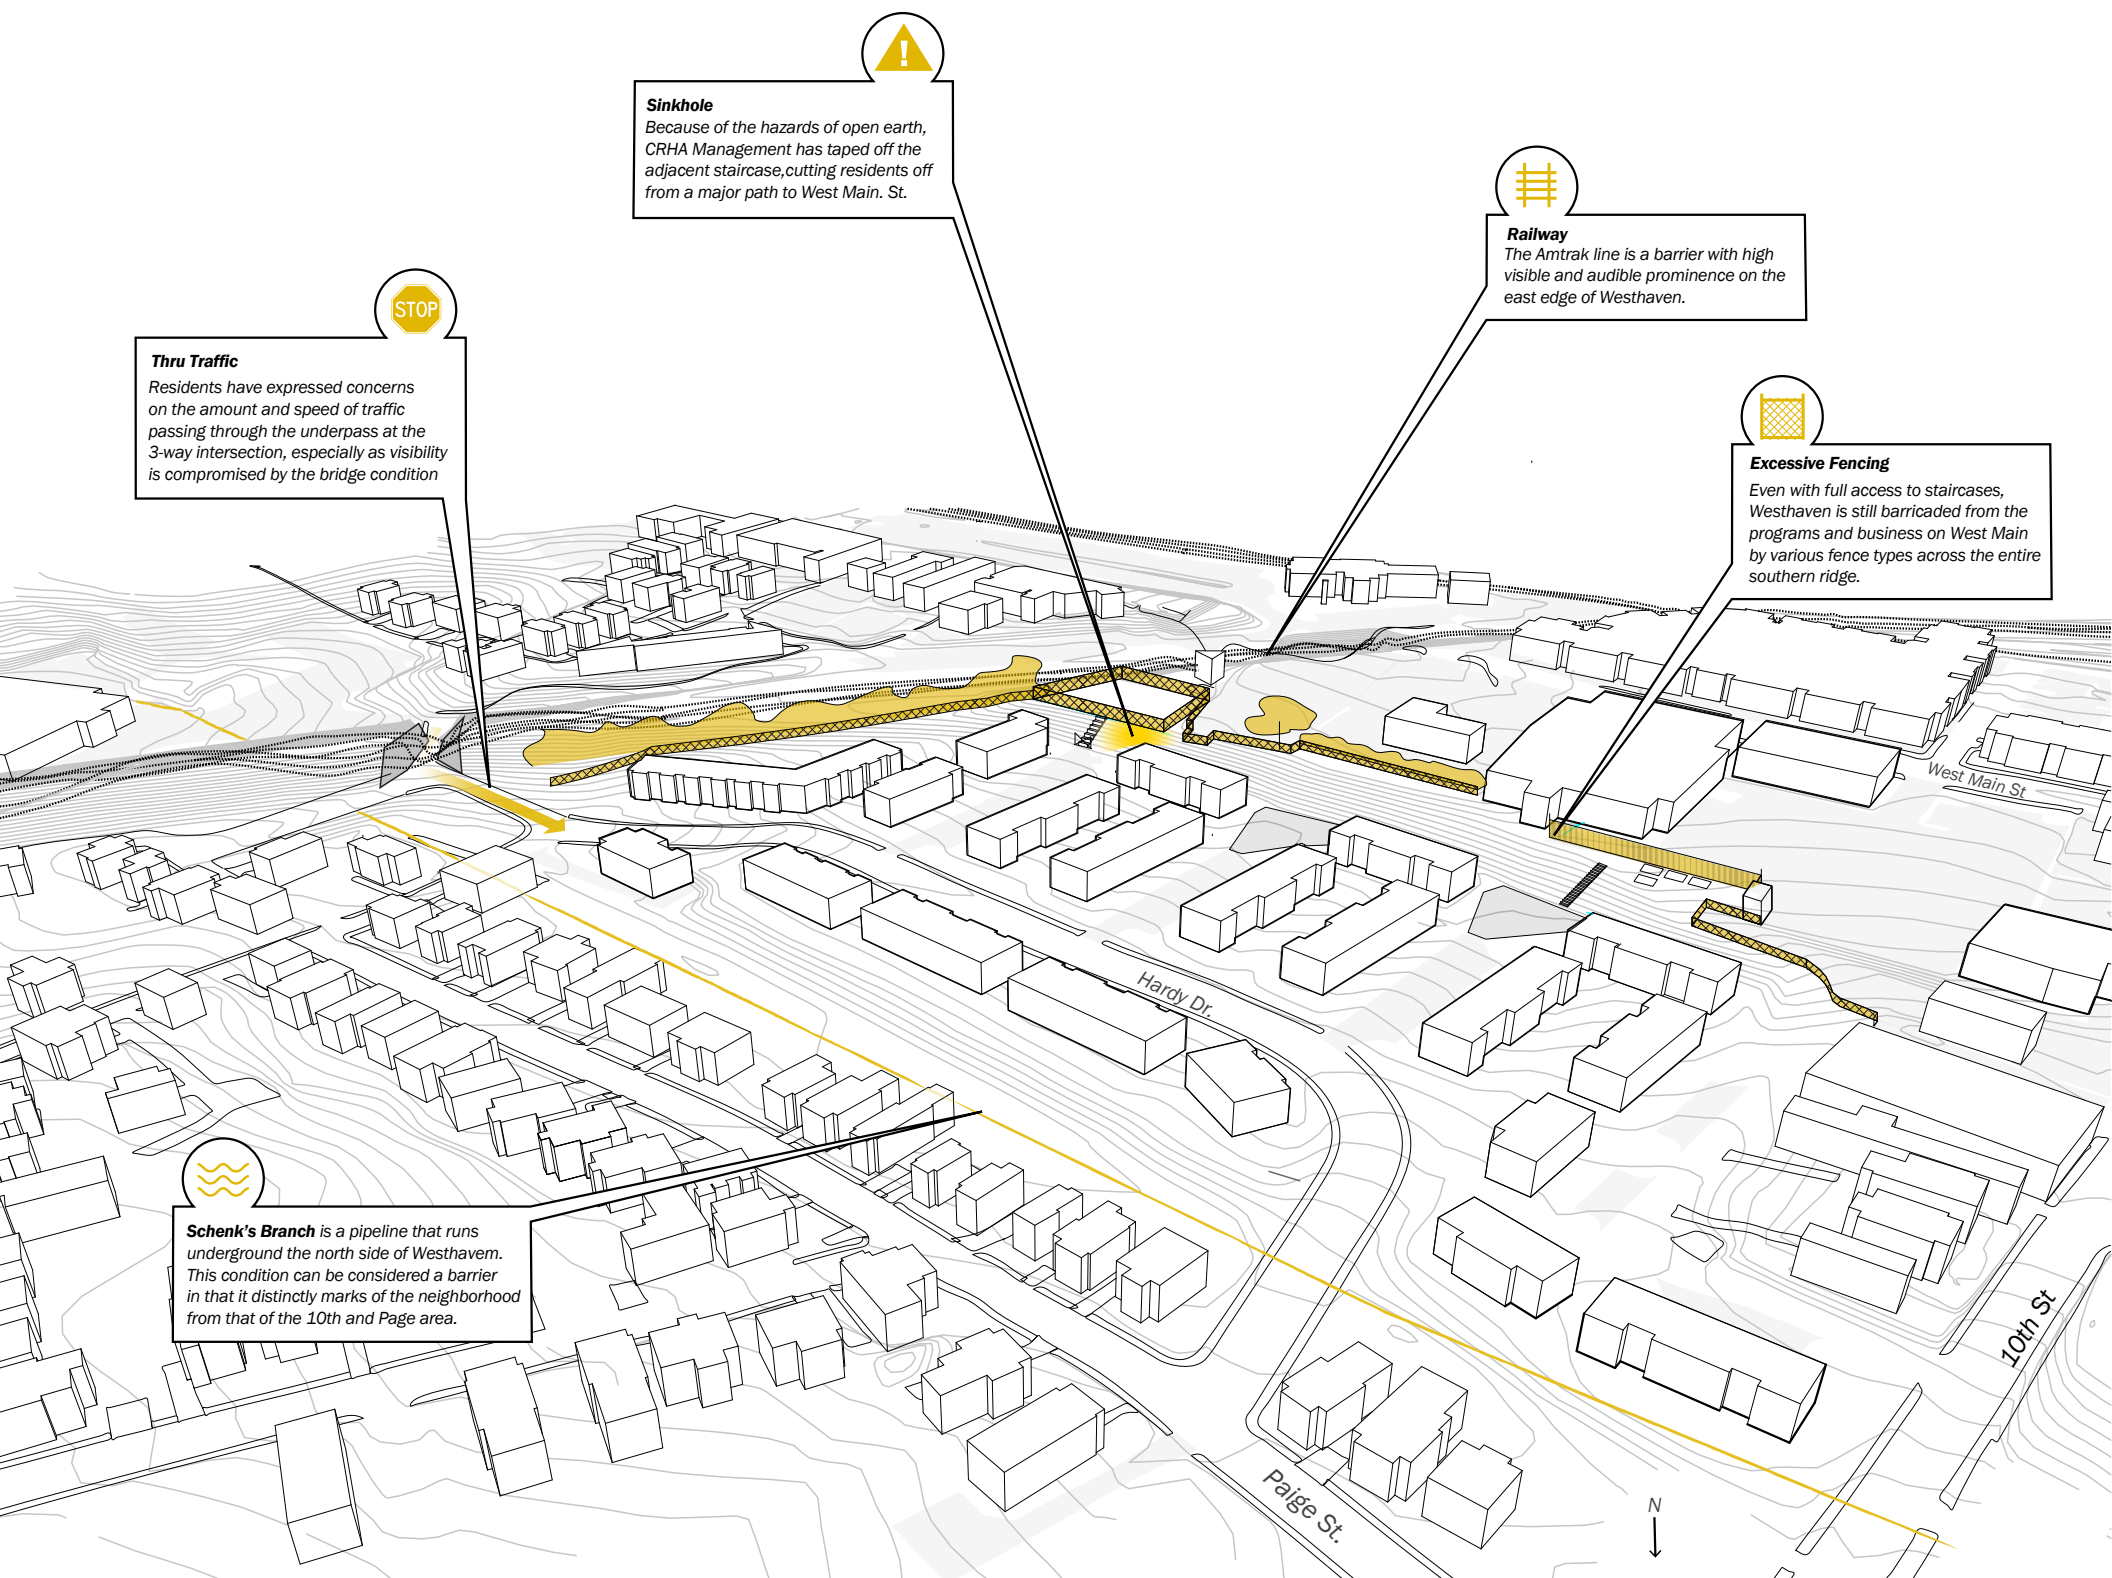 !
Sinkhole
Because of the hazards of open earth,
CRHA Management has taped off the
adjacent staircase,cutting residents off
from a major path to West Main. St.
Railway
The Amtrak line is a barrier with high
visible and audible prominence on the
east edge of Westhaven.
STOP
Thru Traffic
Residents have expressed concerns
on the amount and speed of traffic
passing through the underpass at the
3-way intersection, especially as visibility
is compromised by the bridge condition
Excessive Fencing
Even with full access to staircases,
Westhaven is still barricaded from the
programs and business on West Main
by various fence types across the entire
southern ridge.
West Main St
Hardy Dr.
Schenk's Branch is a pipeline that runs
underground the north side of Westhavem.
This condition can be considered a barrier
in that it distinctly marks of the neighborhood
from that of the 10th and Page area.
10th St
Paige St.
N